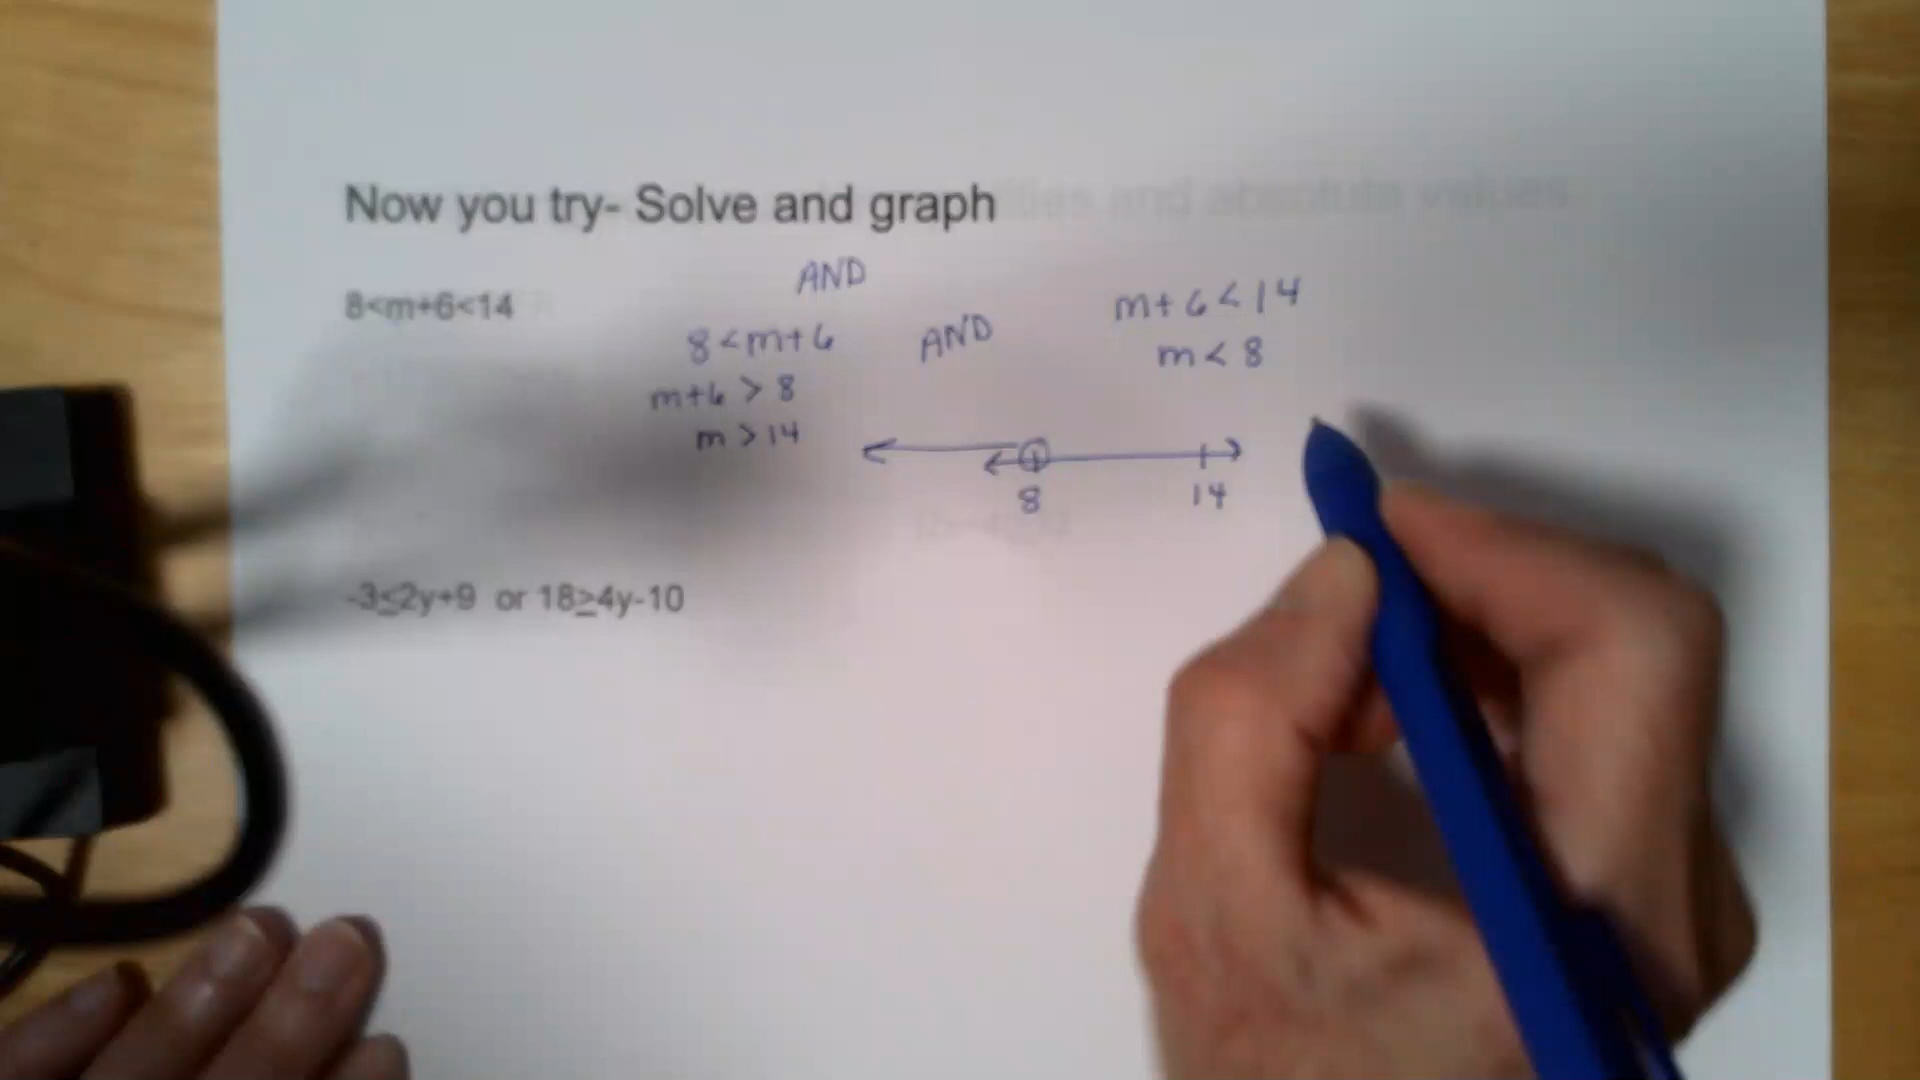 Now you try- Solve and graph
AND
8<m+6<14
8<m+6 AND m+6<14
m+6 > 8 m < 8
m > 14
8 14
-3≤2y+9 or 18≥4y-10